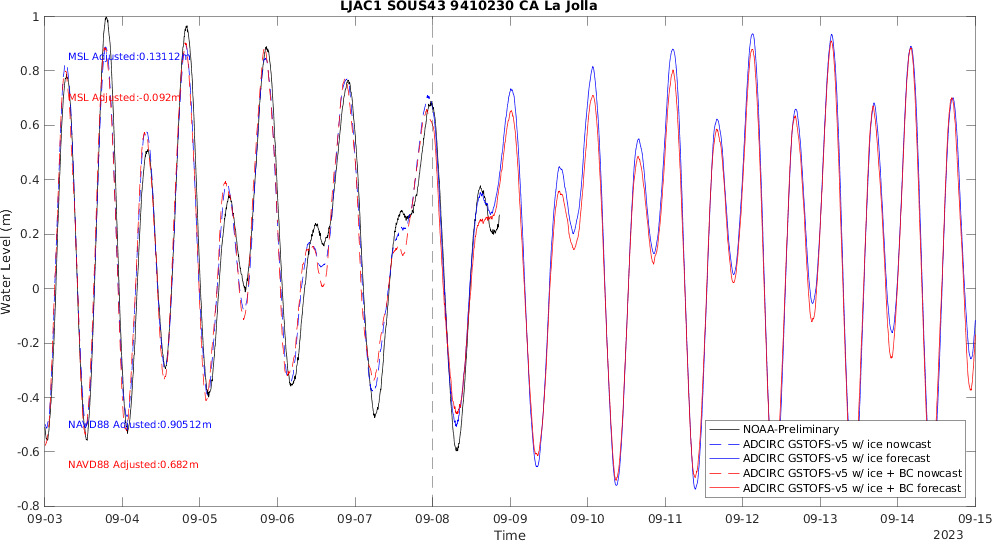 LJAC1 SOUS43 9410230 CA La Jolla
Water Level (m)
1
0.8
0.6
0.4
0.2
0
-0.2
-0.4
-0.6
-0.8
MSL Adjusted:0.13112m
MSL Adjusted:-0.092m
NAVD88 Adjusted:0.90512m
NAVD88 Adjusted:0.682m
NOAA-Preliminary
ADCIRC GSTOFS-v5 w/ ice nowcast
ADCIRC GSTOFS-v5 w/ ice forecast
ADCIRC GSTOFS-v5 w/ ice + BC nowcast
ADCIRC GSTOFS-v5 w/ ice + BC forecast
09-03 09-04 09-05 09-06 09-07 09-08 09-09 09-10 09-11 09-12 09-13 09-14 09-15
Time
2023